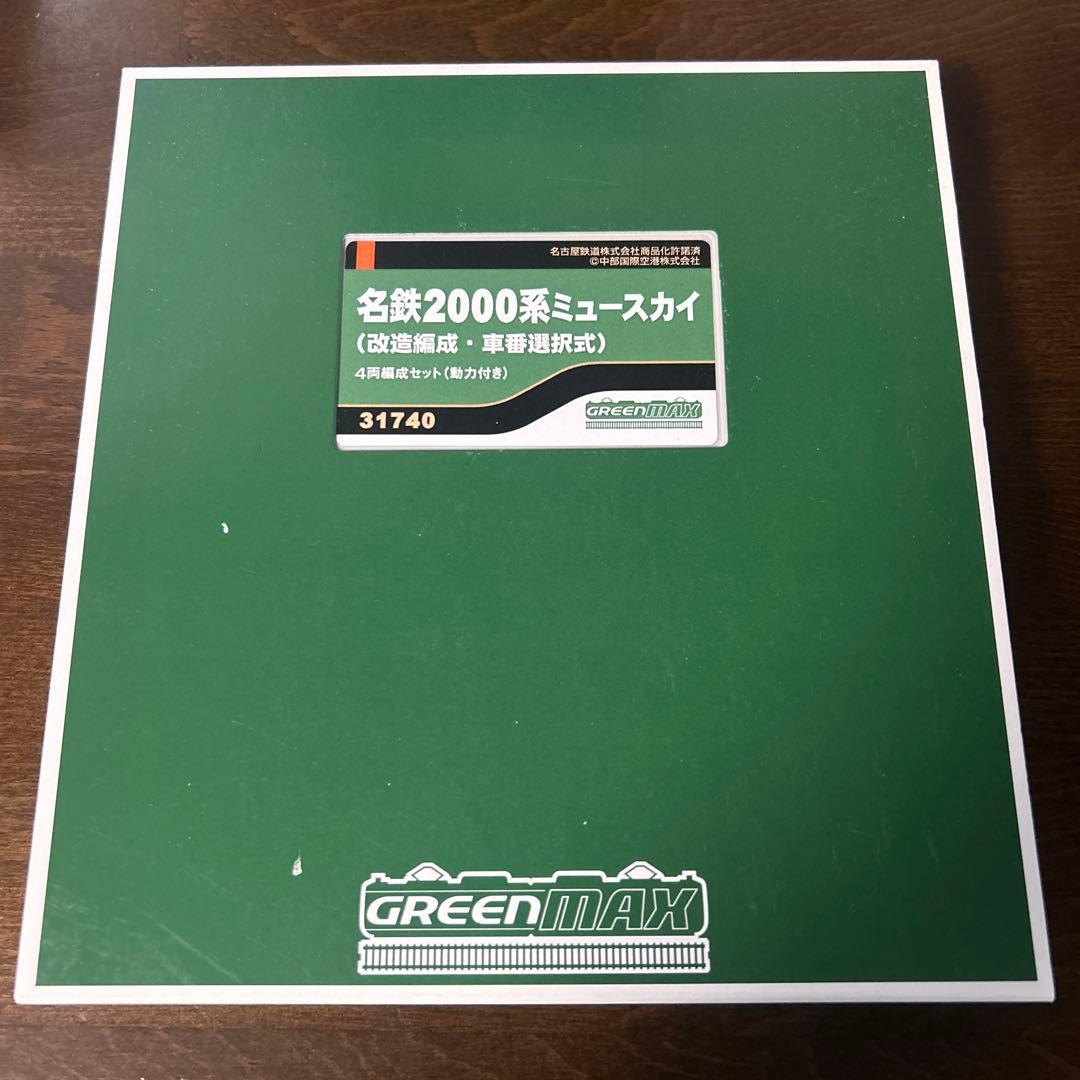 名古屋鉄道株式会社商品化許諾済
©中部国際空港株式会社
名鉄2000系ミュースカイ
(改造編成・車番選択式)
4両編成セット(動力付き)
31740
GREENMAX
GREENMAX